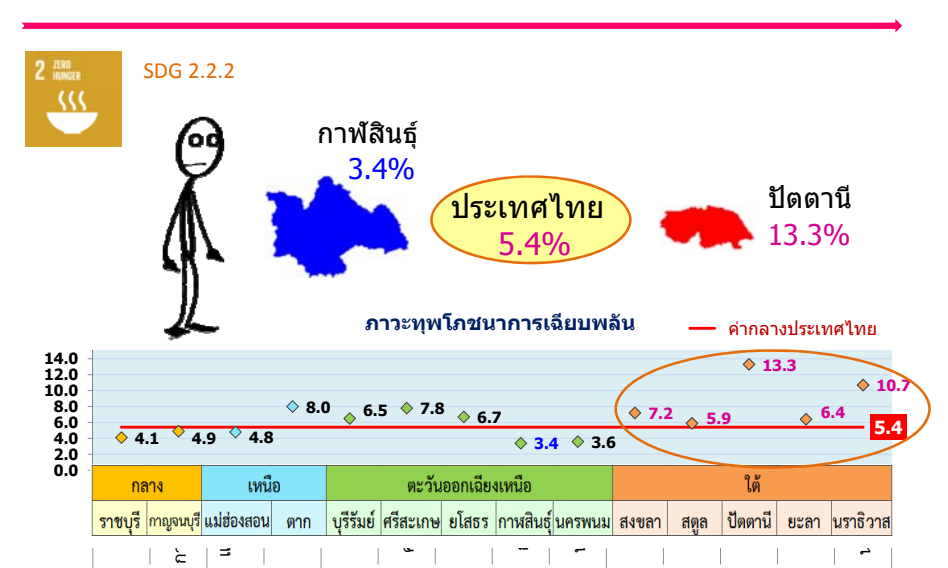 2 ZERO HUNGER
SDG 2.2.2
กาฬสินธุ์
3.4%
ประเทศไทย
5.4%
ปัตตานี
13.3%
ภาวะทุพโภชนาการเฉียบพลัน
ค่ากลางประเทศไทย
14.0
12.0
10.0
8.0
6.0
4.0
2.0
0.0
4.1 4.9 4.8 8.0 6.5 7.8 6.7 3.4 3.6 7.2 5.9 13.3 6.4 10.7
5.4
กลาง เหนือ ตะวันออกเฉียงเหนือ ใต้
ราชบุรี กาญจนบุรี แม่ฮ่องสอน ตาก บุรีรัมย์ ศรีสะเกษ ยโสธร กาฬสินธุ์ นครพนม สงขลา สตูล ปัตตานี ยะลา นราธิวาส